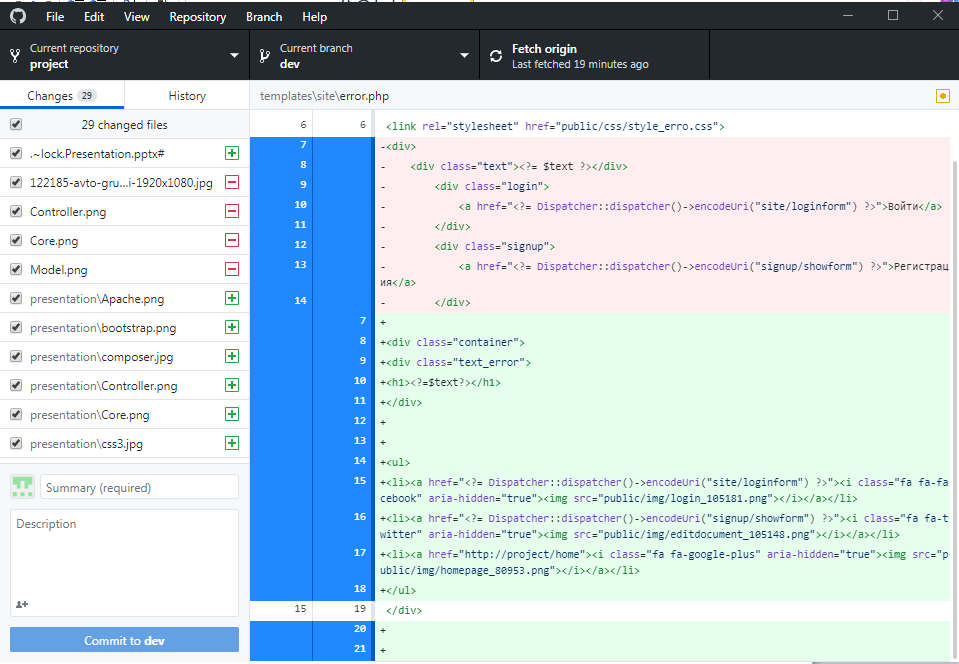 File Edit View Repository Branch Help
Current repository
project
Current branch
dev
Fetch origin
Last fetched 19 minutes ago
Changes 29
History
29 changed files
.~lock.Presentation.pptx#
122185-avto-gru...i-1920x1080.jpg
Controller.png
Core.png
Model.png
presentation\Apache.png
presentation\bootstrap.png
presentation\composer.jpg
presentation\Controller.png
presentation\Core.png
presentation\css3.jpg
Summary (required)
Description
Commit to dev
templates\site\error.php
6 6 <link rel="stylesheet" href="public/css/style_erro.css">
7 -<div>
8 - <div class="text"><?= $text ?></div>
9 - <div class="login">
10 - <a href="<?= Dispatcher::dispatcher()->encodeUri("site/loginform") ?>">Войти</a>
11 - </div>
12 - <div class="signup">
13 - <a href="<?= Dispatcher::dispatcher()->encodeUri("signup/showform") ?>">Регистрац
ия</a>
14 - </div>
7 +
8 +<div class="container">
9 +<div class="text_error">
10 +<h1><?=$text?></h1>
11 +</div>
12 +
13 +
14 +<ul>
15 +<li><a href="<?= Dispatcher::dispatcher()->encodeUri("site/loginform") ?>"><i class="fa fa-fa
cebook" aria-hidden="true"><img src="public/img/login_105181.png"></i></a></li>
16 +<li><a href="<?= Dispatcher::dispatcher()->encodeUri("signup/showform") ?>"><i class="fa fa-t
witter" aria-hidden="true"><img src="public/img/editdocument_105148.png"></i></a></li>
17 +<li><a href="http://project/home"><i class="fa fa-google-plus" aria-hidden="true"><img src="p
ublic/img/homepage_80953.png"></i></a></li>
18 +</ul>
15 19 </div>
20 +
21 +